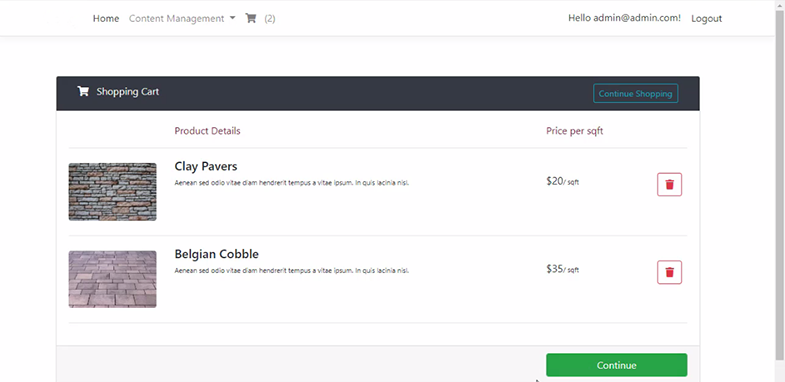 Home Content Management (2) Hello admin@admin.com! Logout
Shopping Cart Continue Shopping
Product Details Price per sqft
Clay Pavers
Aenean sed odio vitae diam hendrerit tempus a vitae ipsum. In quis lacinia nisi.
$20/ sqft
Belgian Cobble
Aenean sed odio vitae diam hendrerit tempus a vitae ipsum. In quis lacinia nisi.
$35/ sqft
Continue